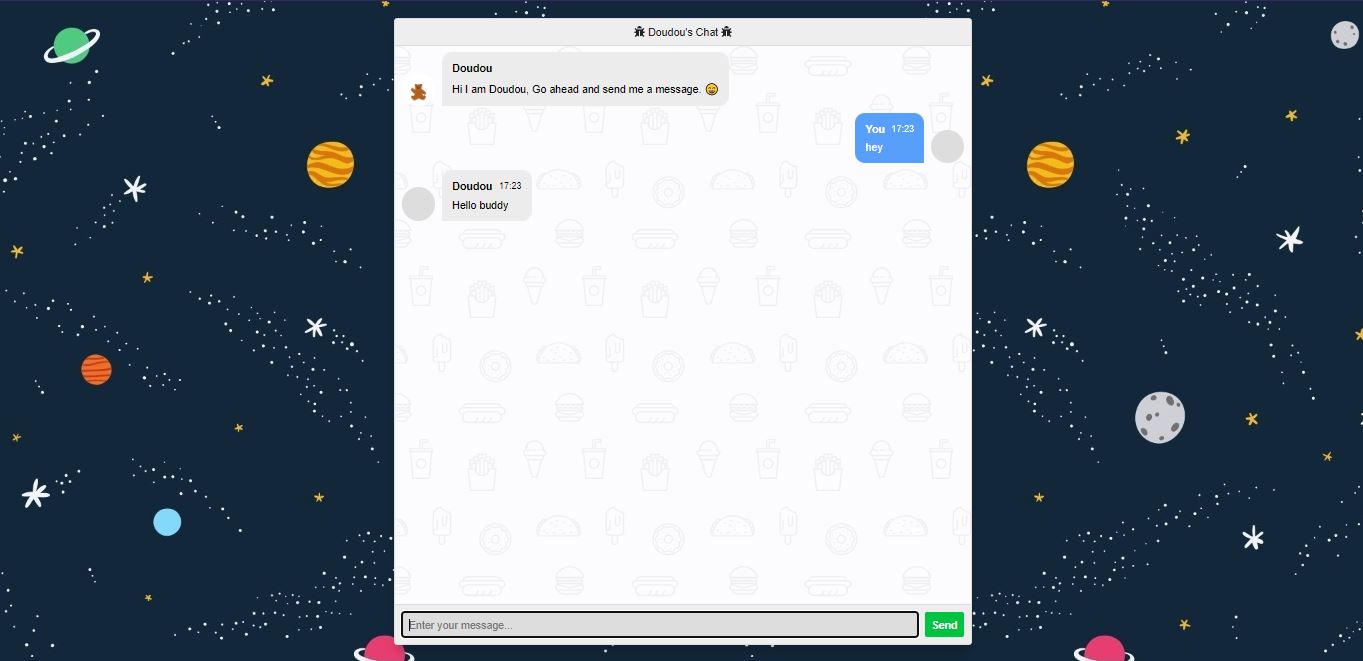 Doudou's Chat
Doudou
Hi I am Doudou, Go ahead and send me a message. 😄
You 17:23
hey
Doudou 17:23
Hello buddy
Enter your message...
Send